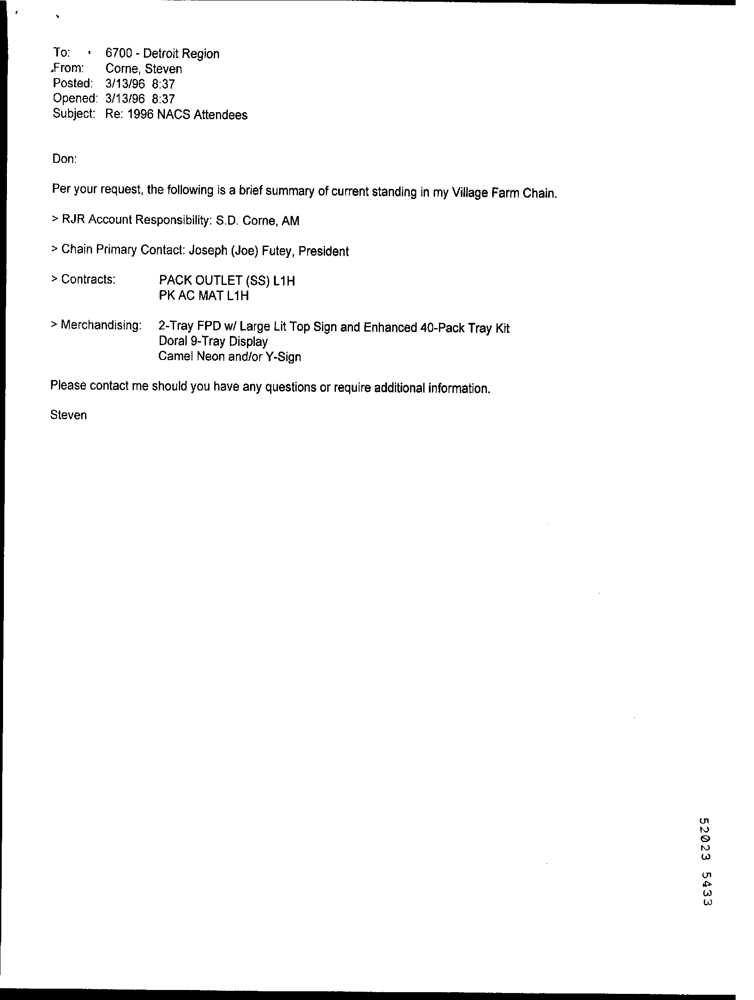 To: 6700 - Detroit Region
From: Corne, Steven
Posted: 3/13/96 8:37
Opened: 3/13/96 8:37
Subject: Re: 1996 NACS Attendees
Don:
Per your request, the following is a brief summary of current standing in my Village Farm Chain.
> RJR Account Responsibility: S.D. Corne, AM
> Chain Primary Contact: Joseph (Joe) Futey, President
> Contracts: PACK OUTLET (SS) L1H
PK AC MAT L1H
> Merchandising: 2-Tray FPD w/ Large Lit Top Sign and Enhanced 40-Pack Tray Kit
Doral 9-Tray Display
Camel Neon and/or Y-Sign
Please contact me should you have any questions or require additional information.
Steven
52023 5433